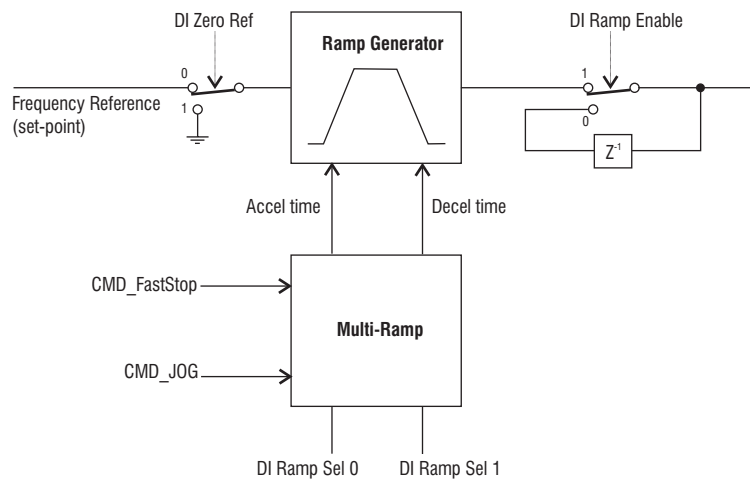 DI Zero Ref
Ramp Generator
DI Ramp Enable
0
1
Frequency Reference
(set-point)
1
0
Z-1
Accel time
Decel time
CMD_FastStop
Multi-Ramp
CMD_JOG
DI Ramp Sel 0
DI Ramp Sel 1